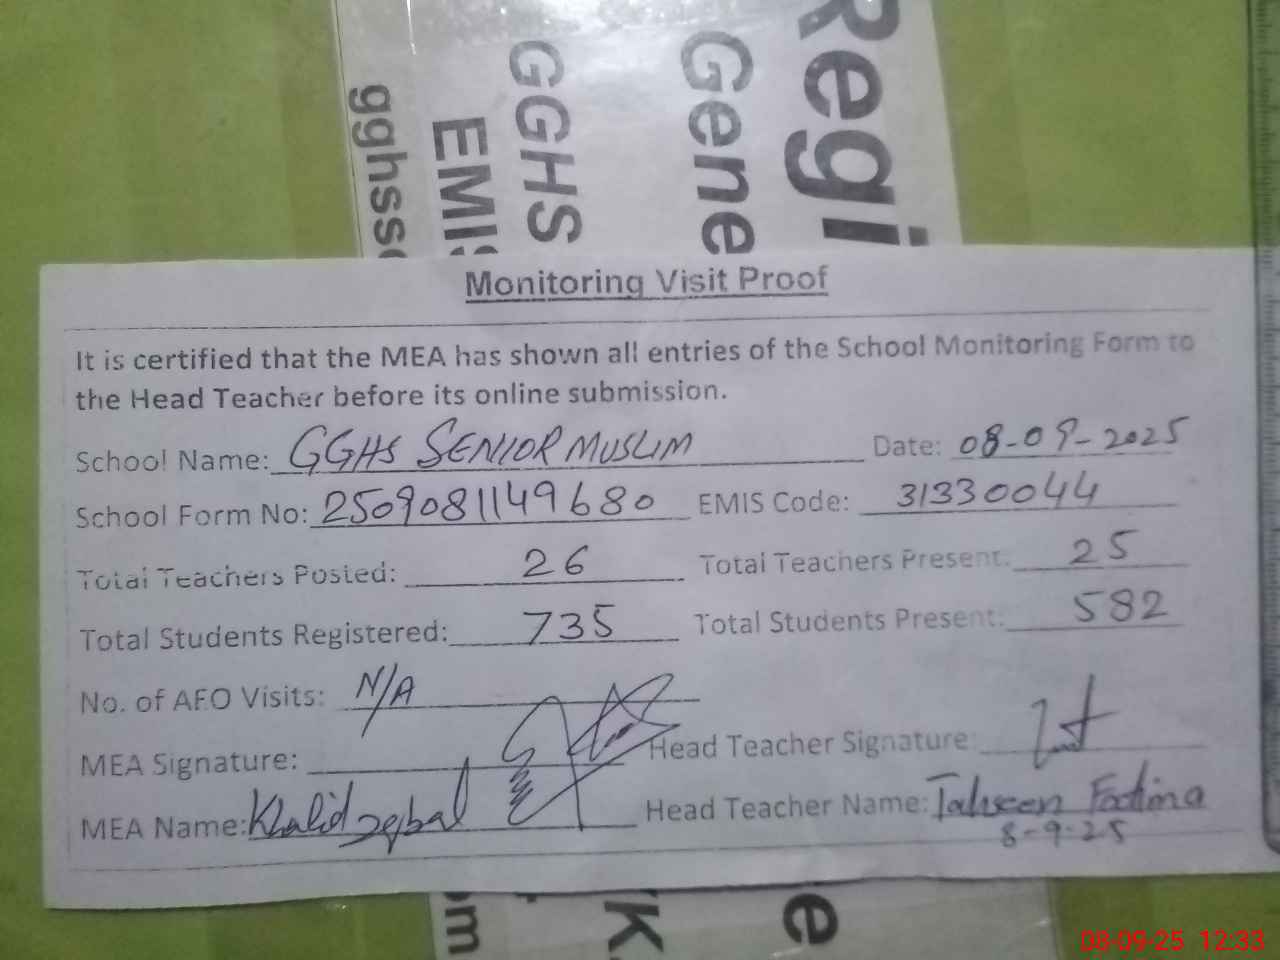 Regi
Gene
GGHS
EMIS
gghsse
Monitoring Visit Proof
It is certified that the MEA has shown all entries of the School Monitoring Form to
the Head Teacher before its online submission.
School Name: GGHS SENIOR MUSLIM Date: 08-09-2025
School Form No: 2509081149680 EMIS Code: 31330044
Total Teachers Posted: 26 Total Teachers Present: 25
Total Students Registered: 735 Total Students Present: 582
No. of AEO Visits: N/A
MEA Signature: Head Teacher Signature:
MEA Name: Khalid Iqbal Head Teacher Name: Tahseen Fatima
8-9-25
om
K.
e
08-09-25 12:33